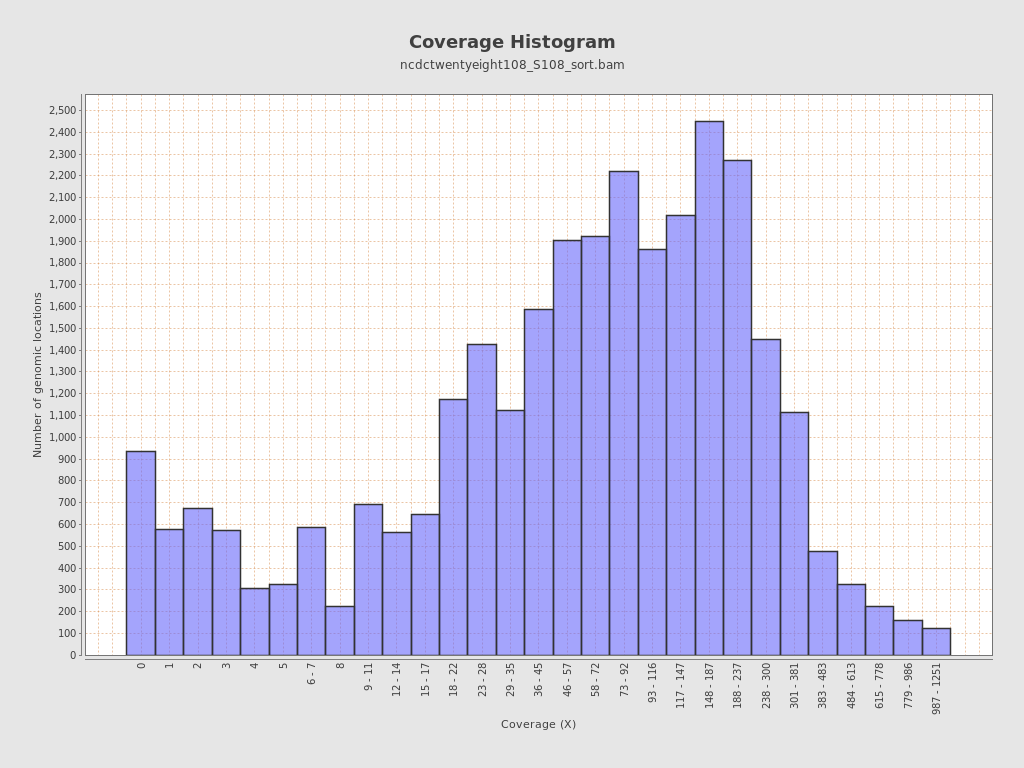 Coverage Histogram
ncdctwentyeight108_S108_sort.bam
Number of genomic locations
2,500
2,400
2,300
2,200
2,100
2,000
1,900
1,800
1,700
1,600
1,500
1,400
1,300
1,200
1,100
1,000
900
800
700
600
500
400
300
200
100
0
0
1
2
3
4
5
6 - 7
8
9 - 11
12 - 14
15 - 17
18 - 22
23 - 28
29 - 35
36 - 45
46 - 57
58 - 72
73 - 92
93 - 116
117 - 147
148 - 187
188 - 237
238 - 300
301 - 381
383 - 483
484 - 613
615 - 778
779 - 986
987 - 1251
Coverage (X)